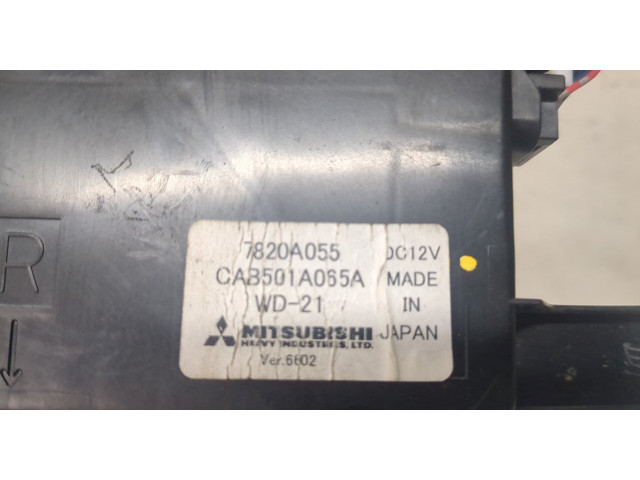 R
7820A055 DC12V
CAB501A065A MADE
WD-21 IN
MITSUBISHI JAPAN
HEAVY INDUSTRIES, LTD.
Ver.6602